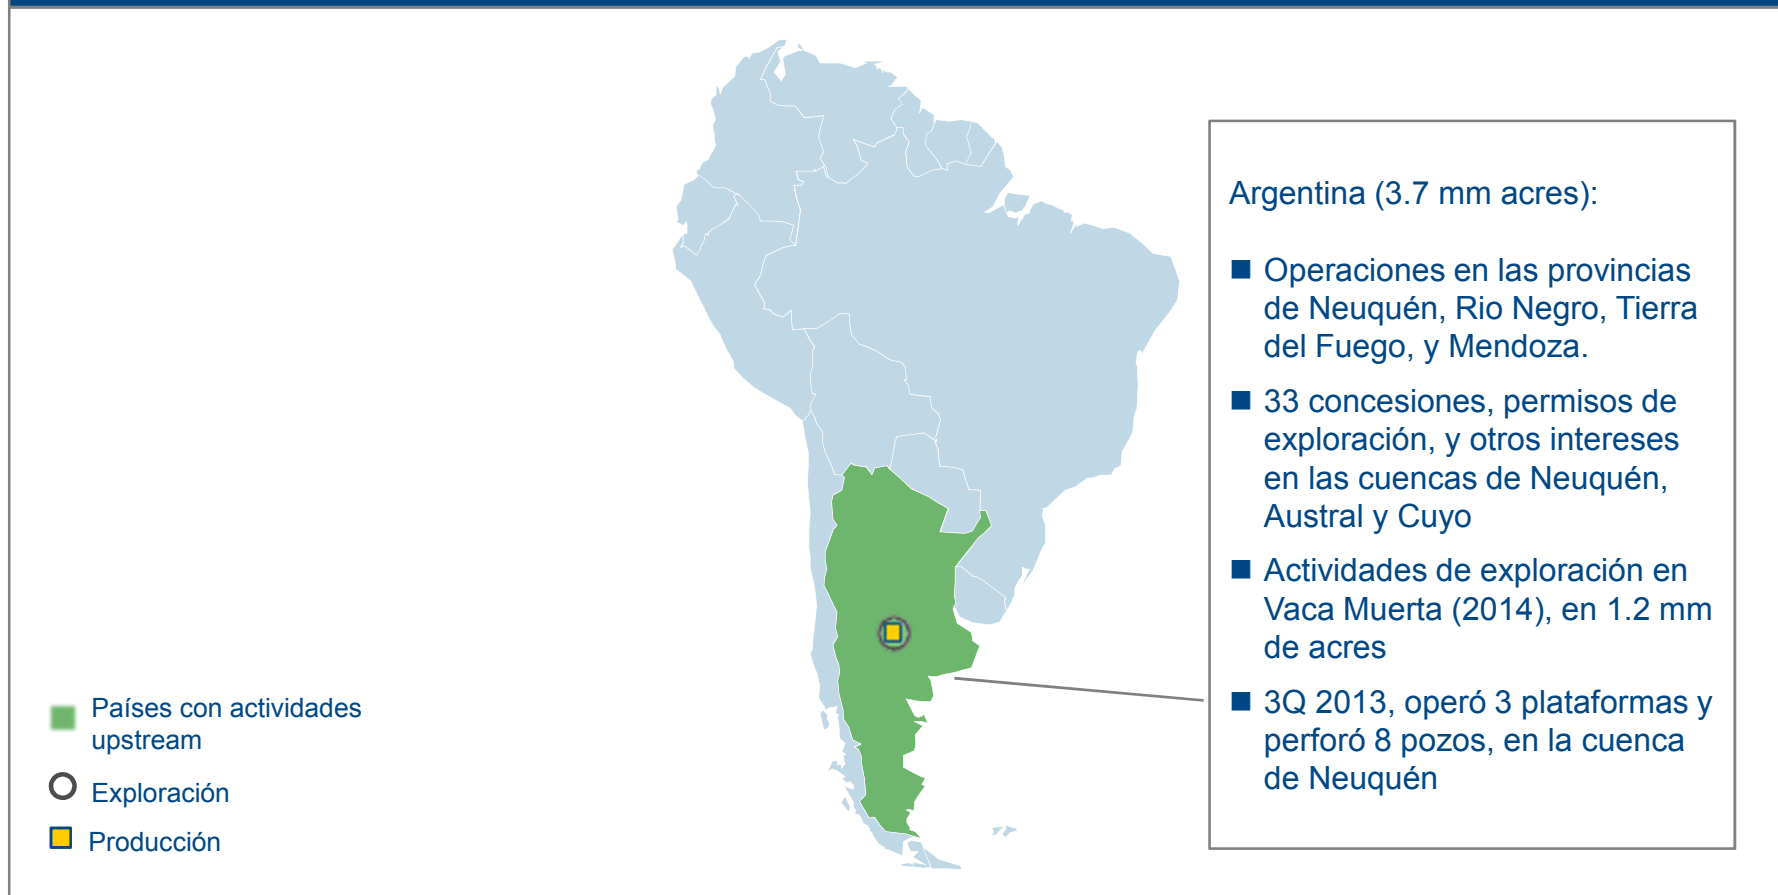 Argentina (3.7 mm acres):
Operaciones en las provincias
de Neuquén, Rio Negro, Tierra
del Fuego, y Mendoza.
33 concesiones, permisos de
exploración, y otros intereses
en las cuencas de Neuquén,
Austral y Cuyo
Actividades de exploración en
Vaca Muerta (2014), en 1.2 mm
de acres
3Q 2013, operó 3 plataformas y
perforó 8 pozos, en la cuenca
de Neuquén
Países con actividades
upstream
Exploración
Producción